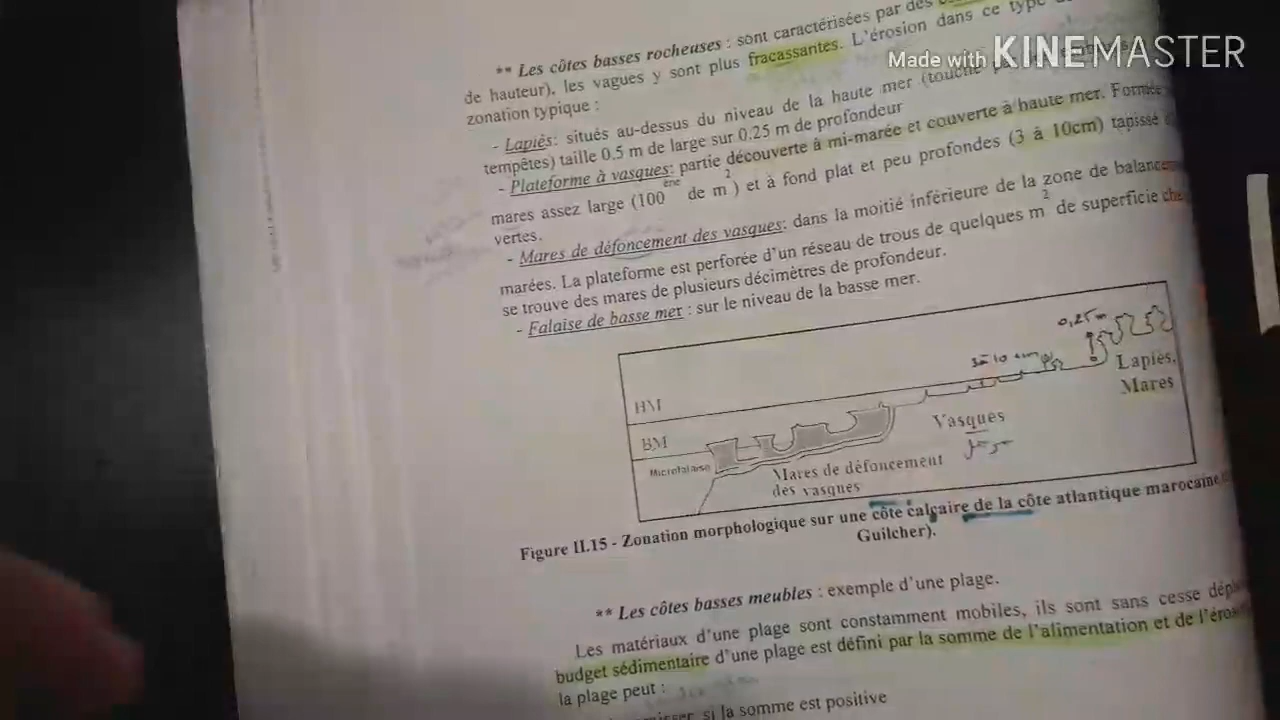 ** Les côtes basses rocheuses : sont caractérisées par des
de hauteur), les vagues y sont plus fracassantes. L'érosion dans ce type
zonation typique :
- Lapiès: situés au-dessus du niveau de la haute mer (touché
tempêtes) taille 0.5 m de large sur 0.25 m de profondeur
- Plateforme à vasques: partie découverte à mi-marée et couverte à haute mer. Formée
mares assez large (100ène de m2) et à fond plat et peu profondes (3 à 10cm) tapissé
vertes.
- Mares de défoncement des vasques: dans la moitié inférieure de la zone de balancement
marées. La plateforme est perforée d'un réseau de trous de quelques m2 de superficie
se trouve des mares de plusieurs décimètres de profondeur.
- Falaise de basse mer : sur le niveau de la basse mer.
0,25m
3à10 cm
Lapiès.
Mares
HM
BM
Vasques
Microfalaise
Mares de défoncement
des vasques
Figure II.15 - Zonation morphologique sur une côte calcaire de la côte atlantique marocaine
Guilcher).
** Les côtes basses meubles : exemple d'une plage.
Les matériaux d'une plage sont constamment mobiles, ils sont sans cesse
budget sédimentaire d'une plage est défini par la somme de l'alimentation et de
la plage peut :
si la somme est positive
Made with KINEMASTER